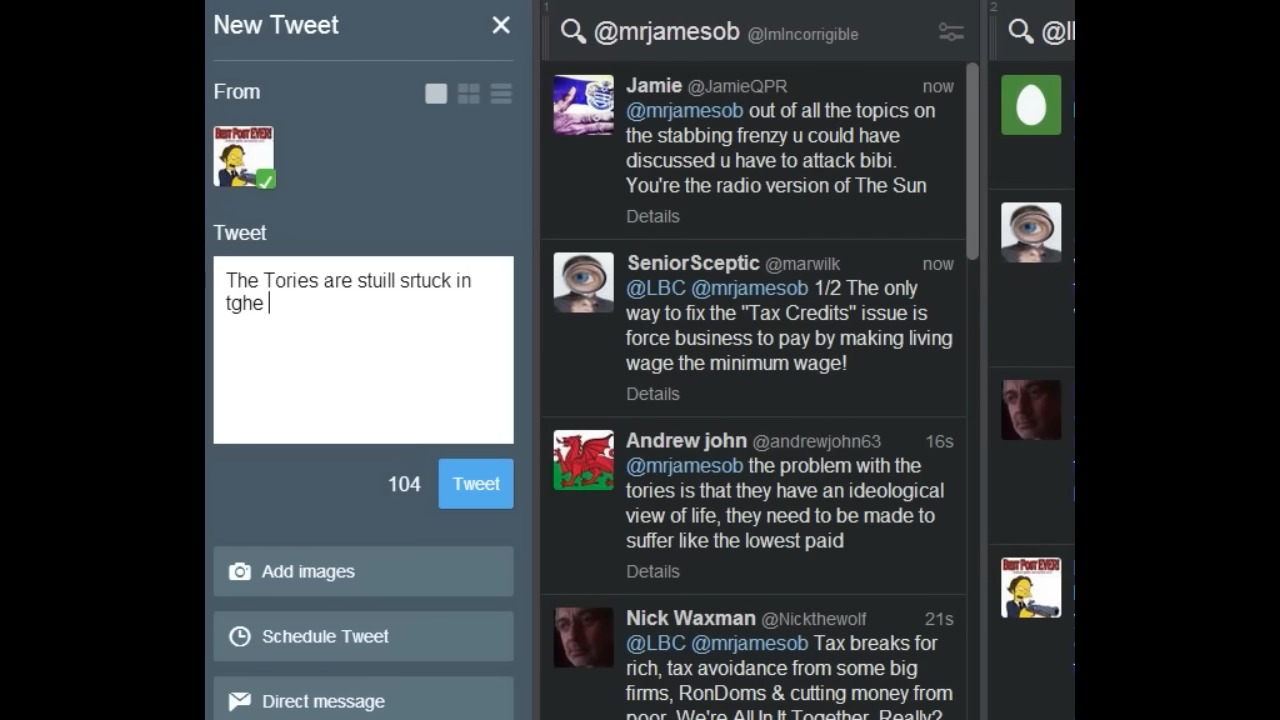 New Tweet
From
BEST POST EVER!
Tweet
The Tories are stuill srtuck in
tghe
104
Tweet
Add images
Schedule Tweet
Direct message
1
@mrjamesob @ImIncorrigible
Jamie @JamieQPR now
@mrjamesob out of all the topics on
the stabbing frenzy u could have
discussed u have to attack bibi.
You're the radio version of The Sun
Details
SeniorSceptic @marwilk now
@LBC @mrjamesob 1/2 The only
way to fix the "Tax Credits" issue is
force business to pay by making living
wage the minimum wage!
Details
Andrew john @andrewjohn63 16s
@mrjamesob the problem with the
tories is that they have an ideological
view of life, they need to be made to
suffer like the lowest paid
Details
Nick Waxman @Nickthewolf 21s
@LBC @mrjamesob Tax breaks for
rich, tax avoidance from some big
firms, RonDoms & cutting money from
poor. We're AllIn It Together. Really?
2
BEST POST EVER!